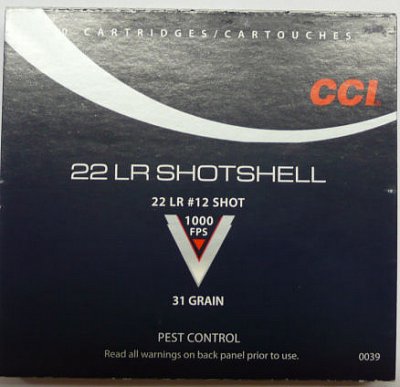 CARTRIDGES/CARTOUCHES
CCI
22 LR SHOTSHELL
22 LR #12 SHOT
1000
FPS
31 GRAIN
PEST CONTROL
Read all warnings on back panel prior to use.
0039